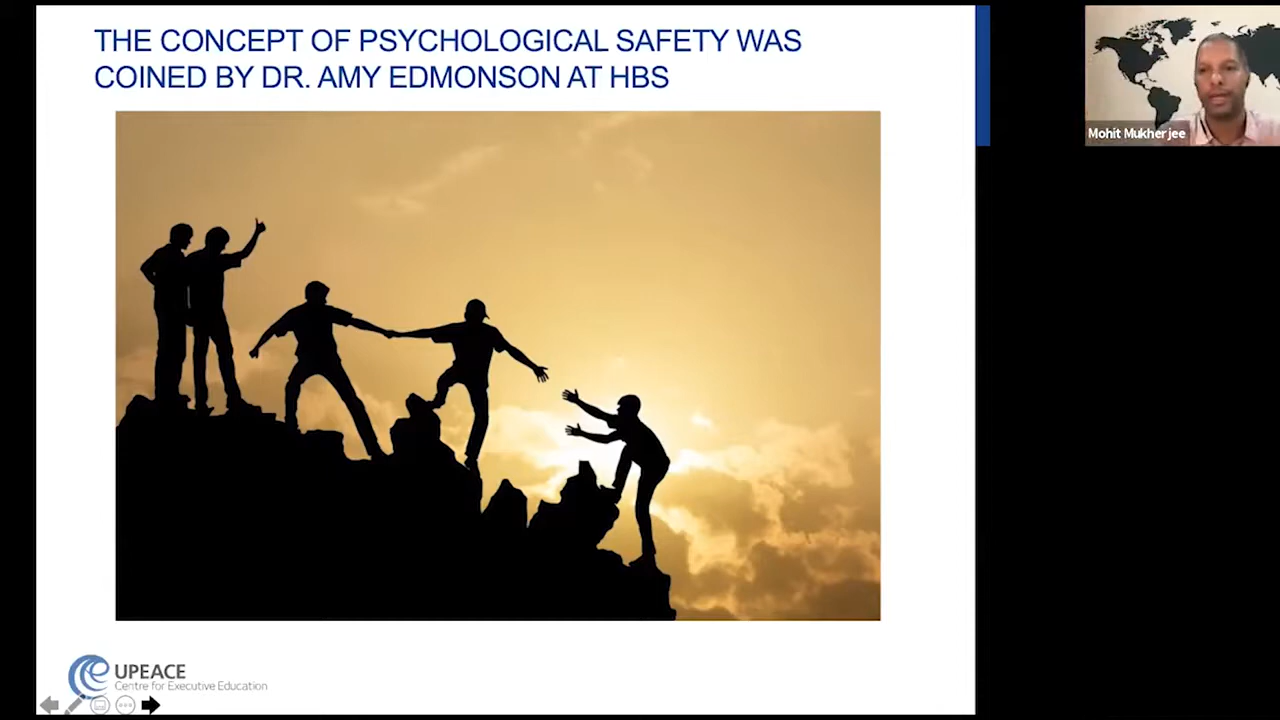 THE CONCEPT OF PSYCHOLOGICAL SAFETY WAS
COINED BY DR. AMY EDMONSON AT HBS
Mohit Mukherjee
UPEACE
Centre for Executive Education